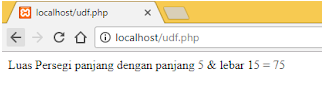 localhost/udf.php
localhost/udf.php
Luas Persegi panjang dengan panjang 5 & lebar 15 = 75